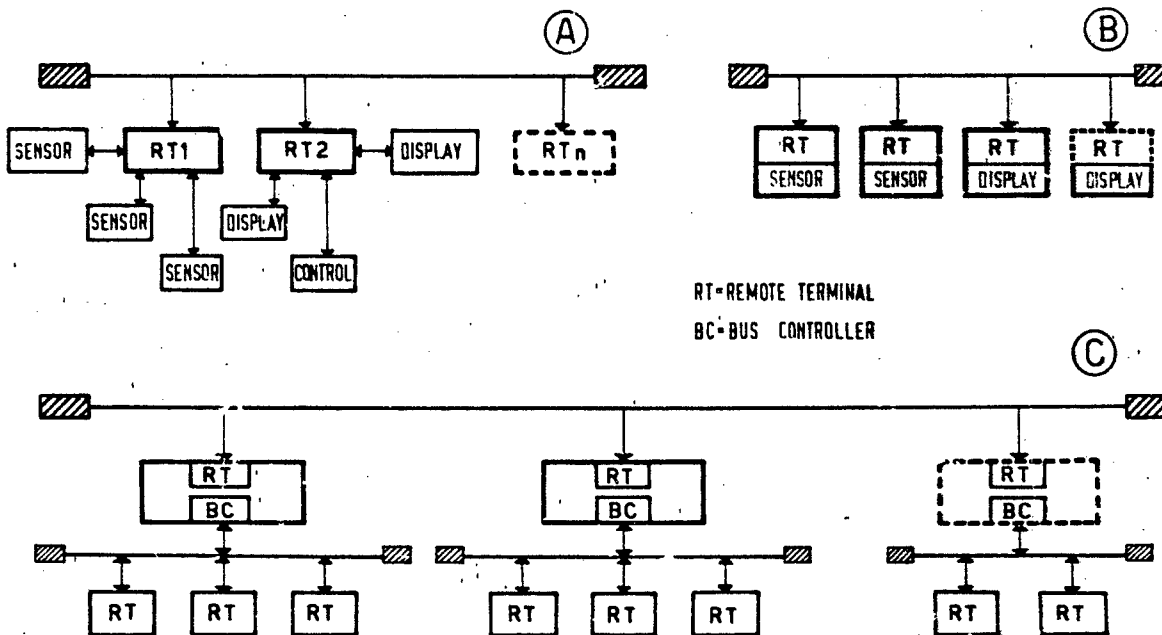 A
B
SENSOR
RT1
RT2
DISPLAY
RTn
SENSOR
DISPLAY
SENSOR
CONTROL
RT
SENSOR
RT
SENSOR
RT
DISPLAY
RT
DISPLAY
RT=REMOTE TERMINAL
BC=BUS CONTROLLER
C
RT
BC
RT
BC
RT
BC
RT
RT
RT
RT
RT
RT
RT
RT